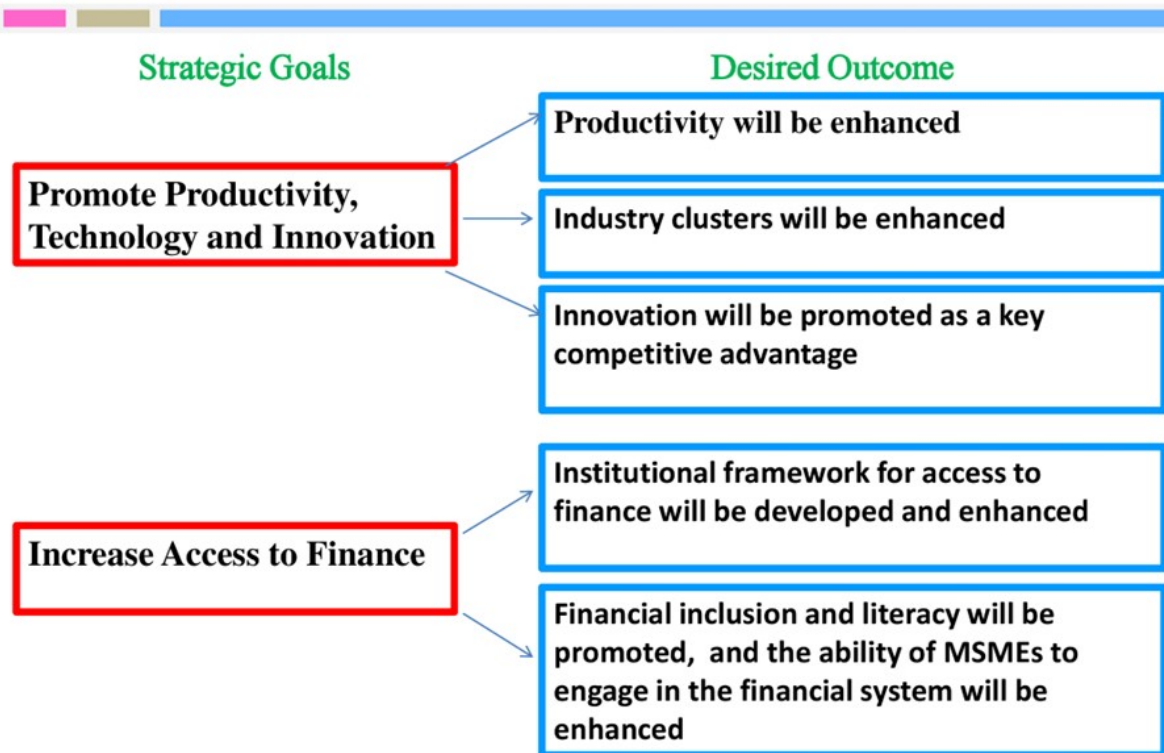 Strategic Goals
Desired Outcome
Promote Productivity,
Technology and Innovation
Productivity will be enhanced
Industry clusters will be enhanced
Innovation will be promoted as a key
competitive advantage
Increase Access to Finance
Institutional framework for access to
finance will be developed and enhanced
Financial inclusion and literacy will be
promoted, and the ability of MSMEs to
engage in the financial system will be
enhanced